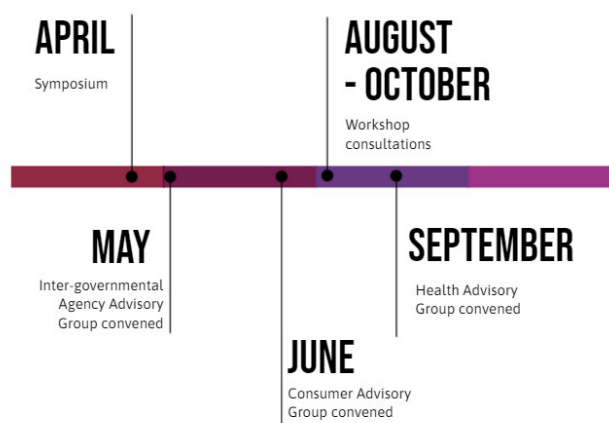 APRIL
Symposium
AUGUST
- OCTOBER
Workshop
consultations
MAY
Inter-governmental
Agency Advisory
Group convened
SEPTEMBER
Health Advisory
Group convened
JUNE
Consumer Advisory
Group convened